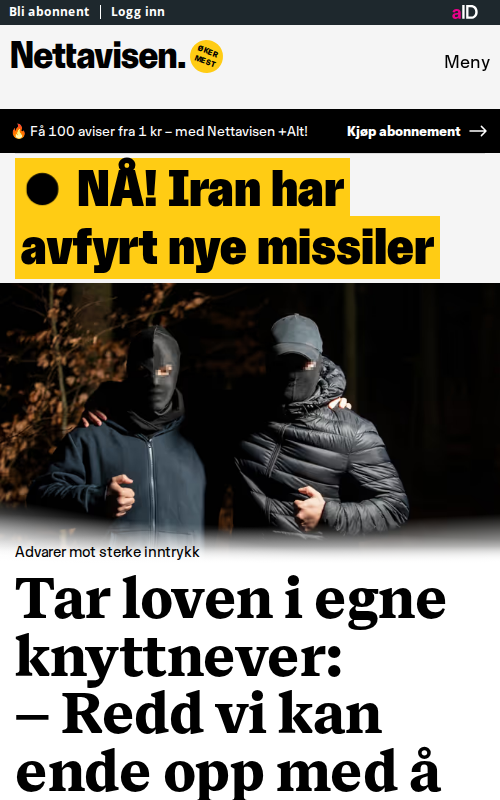 Bli abonnent | Logg inn
aID
Nettavisen.
ØKER
MEST
Meny
Få 100 aviser fra 1 kr – med Nettavisen +Alt!
Kjøp abonnement
NÅ! Iran har
avfyrt nye missiler
Advarer mot sterke inntrykk
Tar loven i egne
knyttnever:
– Redd vi kan
ende opp med å